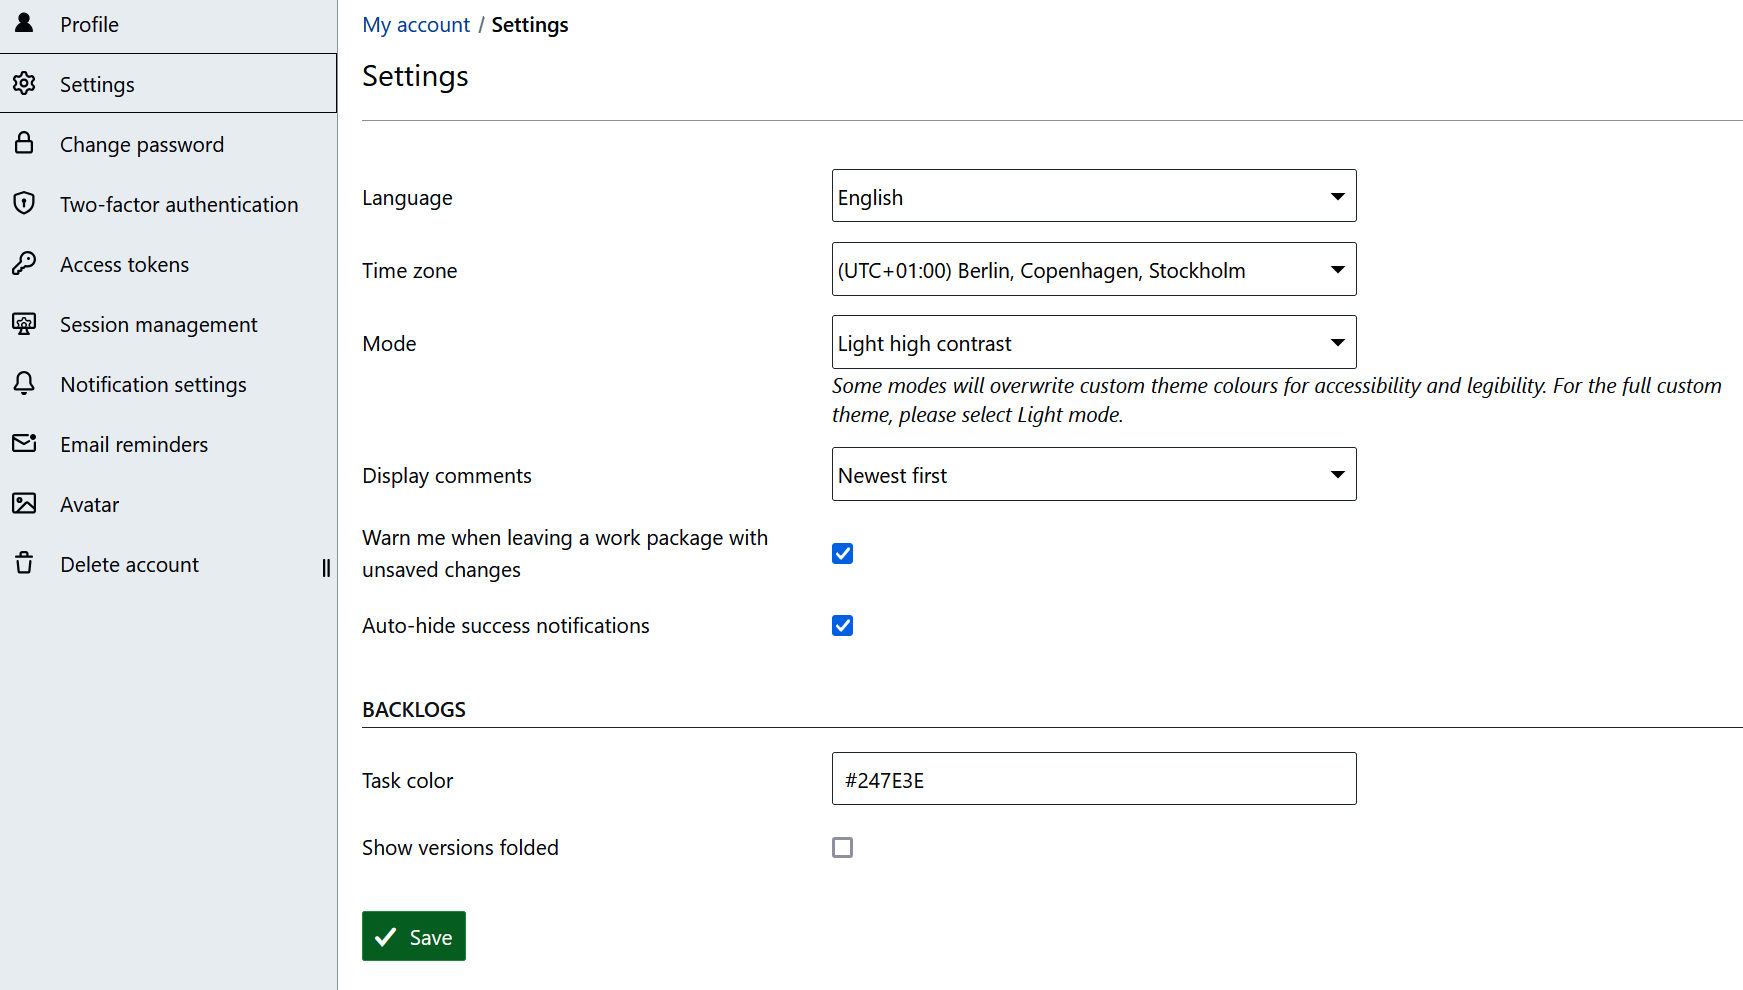 Profile
Settings
Change password
Two-factor authentication
Access tokens
Session management
Notification settings
Email reminders
Avatar
Delete account
My account / Settings
Settings
Language
English
Time zone
(UTC+01:00) Berlin, Copenhagen, Stockholm
Mode
Light high contrast
Some modes will overwrite custom theme colours for accessibility and legibility. For the full custom
theme, please select Light mode.
Display comments
Newest first
Warn me when leaving a work package with
unsaved changes
Auto-hide success notifications
BACKLOGS
Task color
#247E3E
Show versions folded
Save